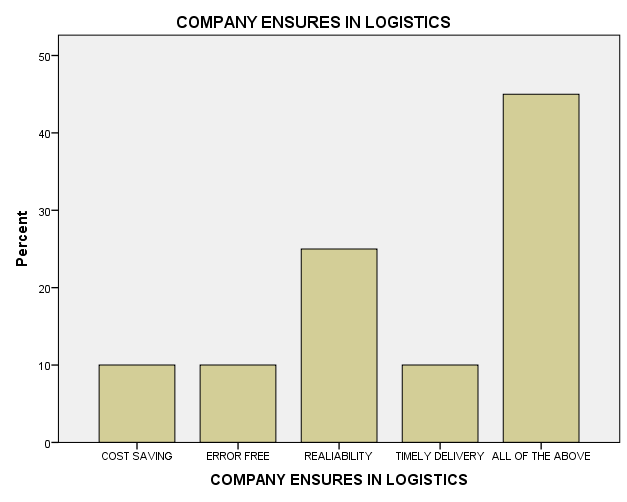 COMPANY ENSURES IN LOGISTICS
50
40
30
20
10
0
Percent
COST SAVING
ERROR FREE
REALIABILITY
TIMELY DELIVERY
ALL OF THE ABOVE
COMPANY ENSURES IN LOGISTICS